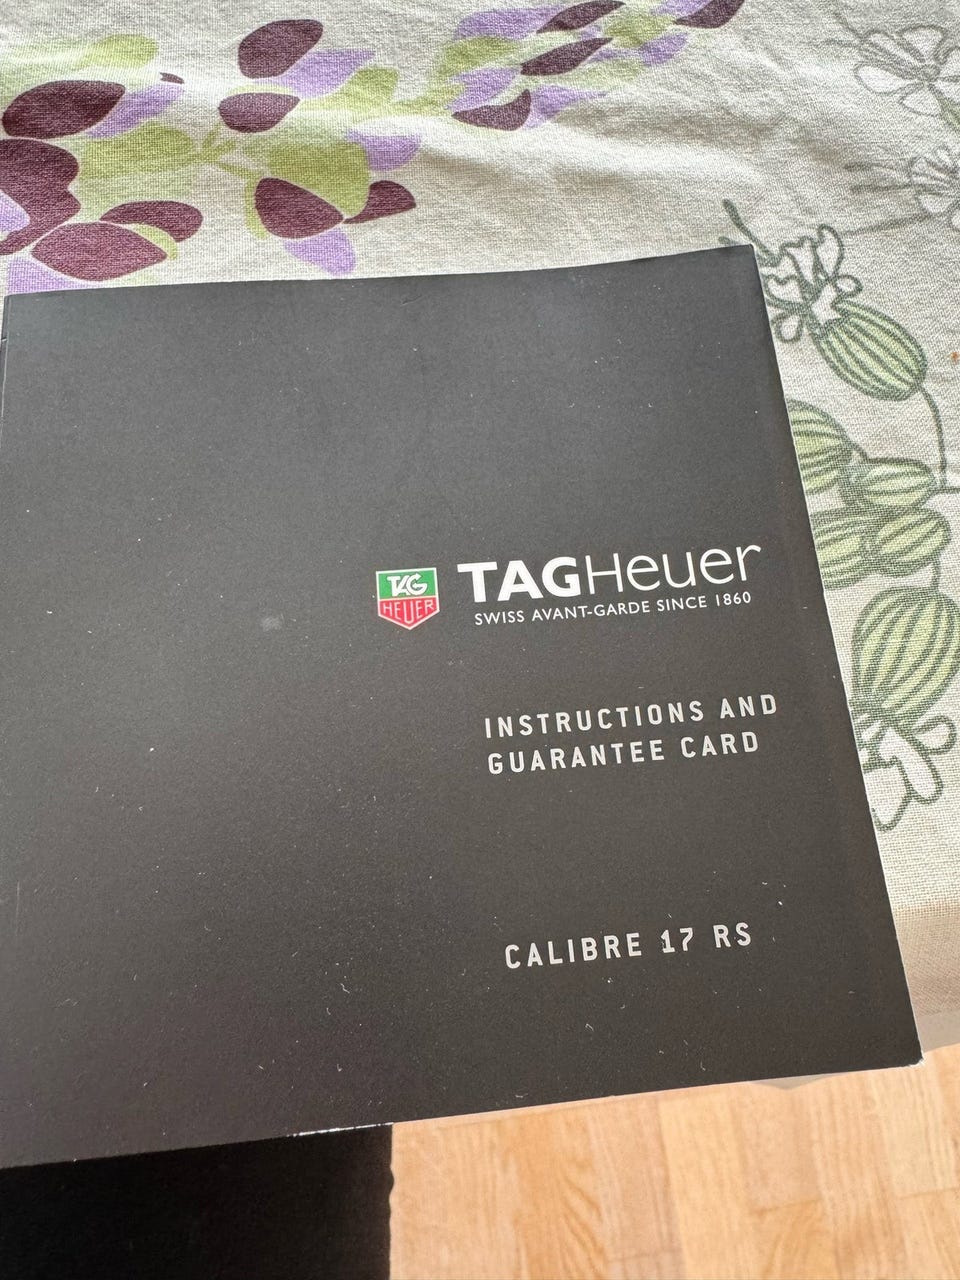 TAG
HEUER
TAGHeuer
SWISS AVANT-GARDE SINCE 1860
INSTRUCTIONS AND
GUARANTEE CARD
CALIBRE 17 RS